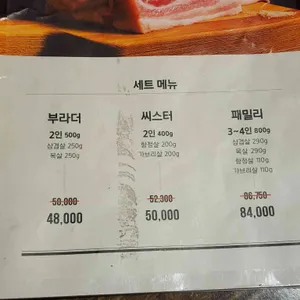 세트 메뉴
부라더
2인 500g
삼겹살 250g
목살 250g
50,000
48,000
씨스터
2인 400g
항정살 200g
가브리살 200g
52,300
50,000
패밀리
3~4인 800g
삼겹살 290g
목살 290g
항정살 110g
가브리살 110g
86,750
84,000